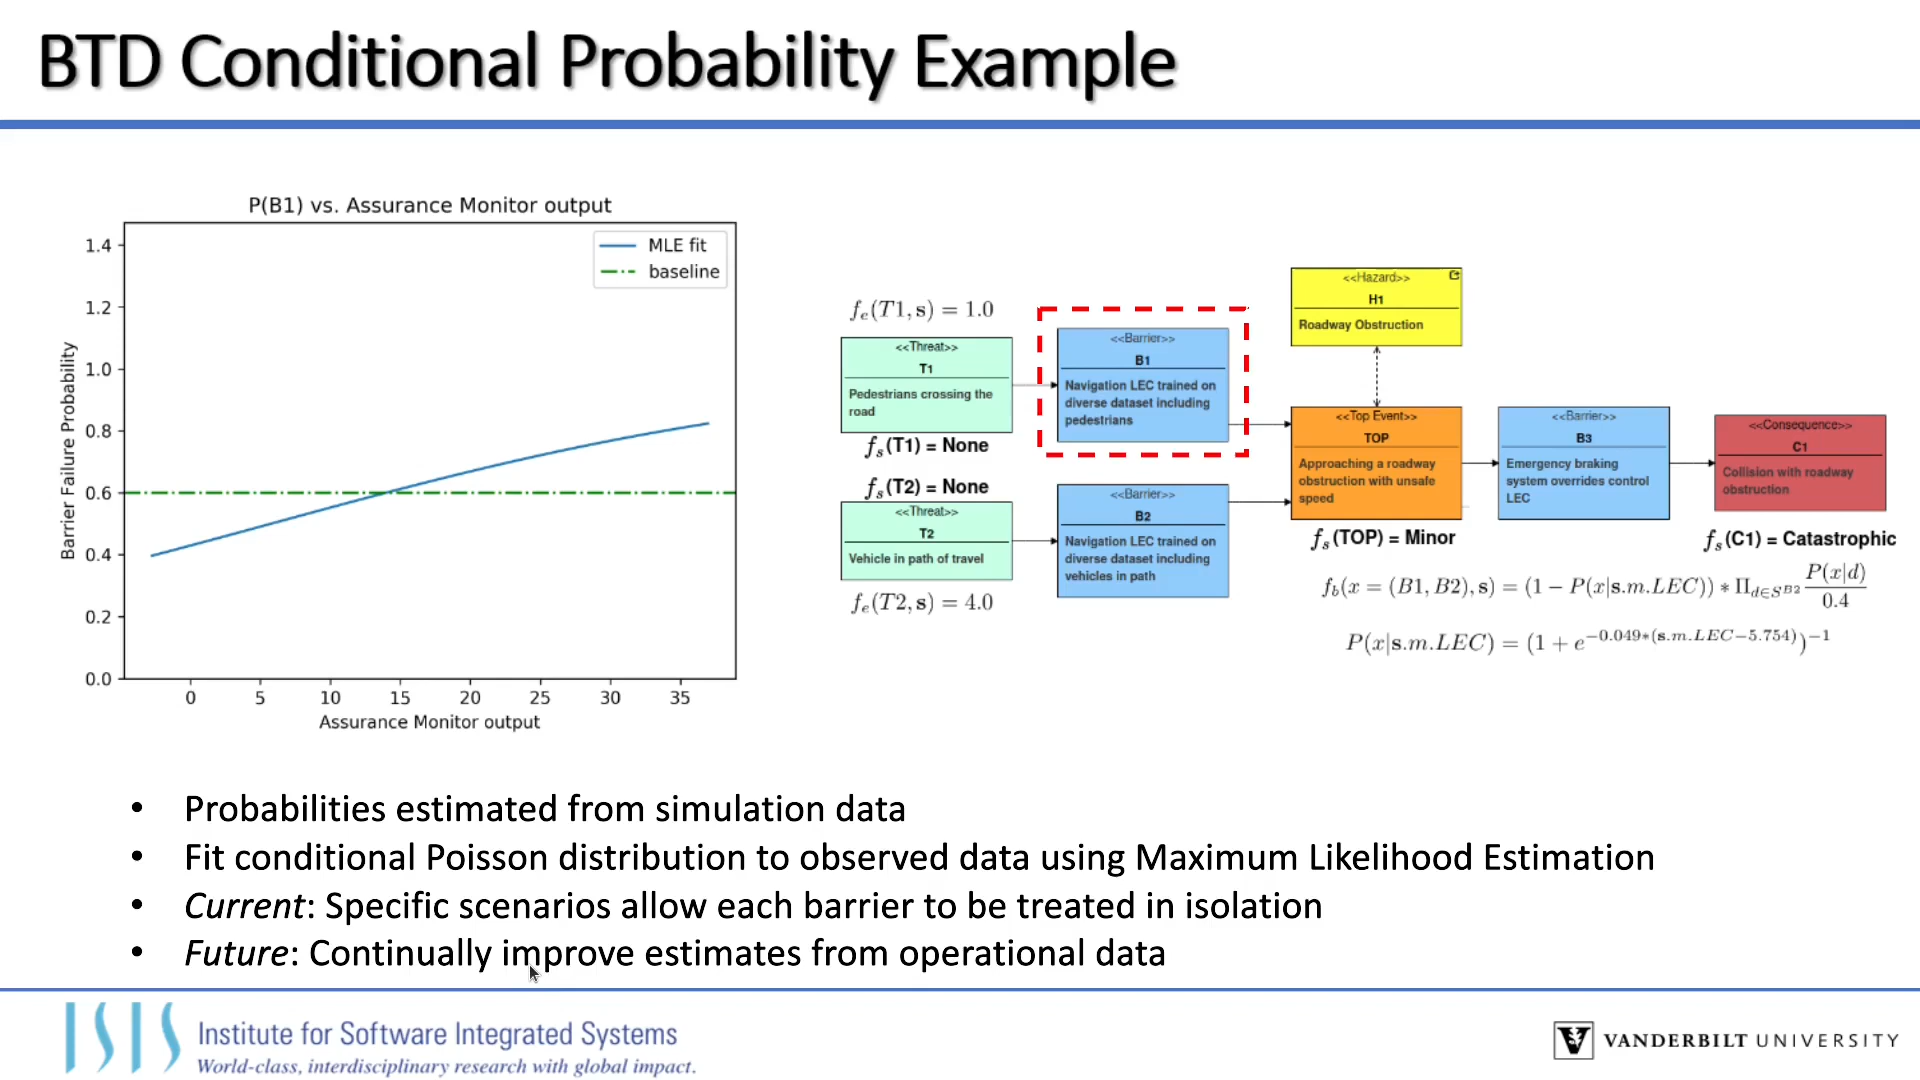 BTD Conditional Probability Example
P(B1) vs. Assurance Monitor output
MLE fit
baseline
Barrier Failure Probability
1.4
1.2
1.0
0.8
0.6
0.4
0.2
0.0
0 5 10 15 20 25 30 35
Assurance Monitor output
f_e(T1, s) = 1.0
<<Threat>>
T1
Pedestrians crossing the
road
f_s(T1) = None
f_s(T2) = None
<<Threat>>
T2
Vehicle in path of travel
f_e(T2, s) = 4.0
<<Barrier>>
B1
Navigation LEC trained on
diverse dataset including
pedestrians
<<Barrier>>
B2
Navigation LEC trained on
diverse dataset including
vehicles in path
<<Hazard>>
H1
Roadway Obstruction
<<Top Event>>
TOP
Approaching a roadway
obstruction with unsafe
speed
f_s(TOP) = Minor
<<Barrier>>
B3
Emergency braking
system overrides control
LEC
<<Consequence>>
C1
Collision with roadway
obstruction
f_s(C1) = Catastrophic
f_b(x = (B1, B2), s) = (1 − P(x|s.m.LEC)) ∗ Π_{d∈S^{B2}} P(x|d)/0.4
P(x|s.m.LEC) = (1 + e^{−0.049∗(s.m.LEC−5.754)})^{−1}
• Probabilities estimated from simulation data
• Fit conditional Poisson distribution to observed data using Maximum Likelihood Estimation
• Current: Specific scenarios allow each barrier to be treated in isolation
• Future: Continually improve estimates from operational data
ISIS
Institute for Software Integrated Systems
World-class, interdisciplinary research with global impact.
V
VANDERBILT UNIVERSITY